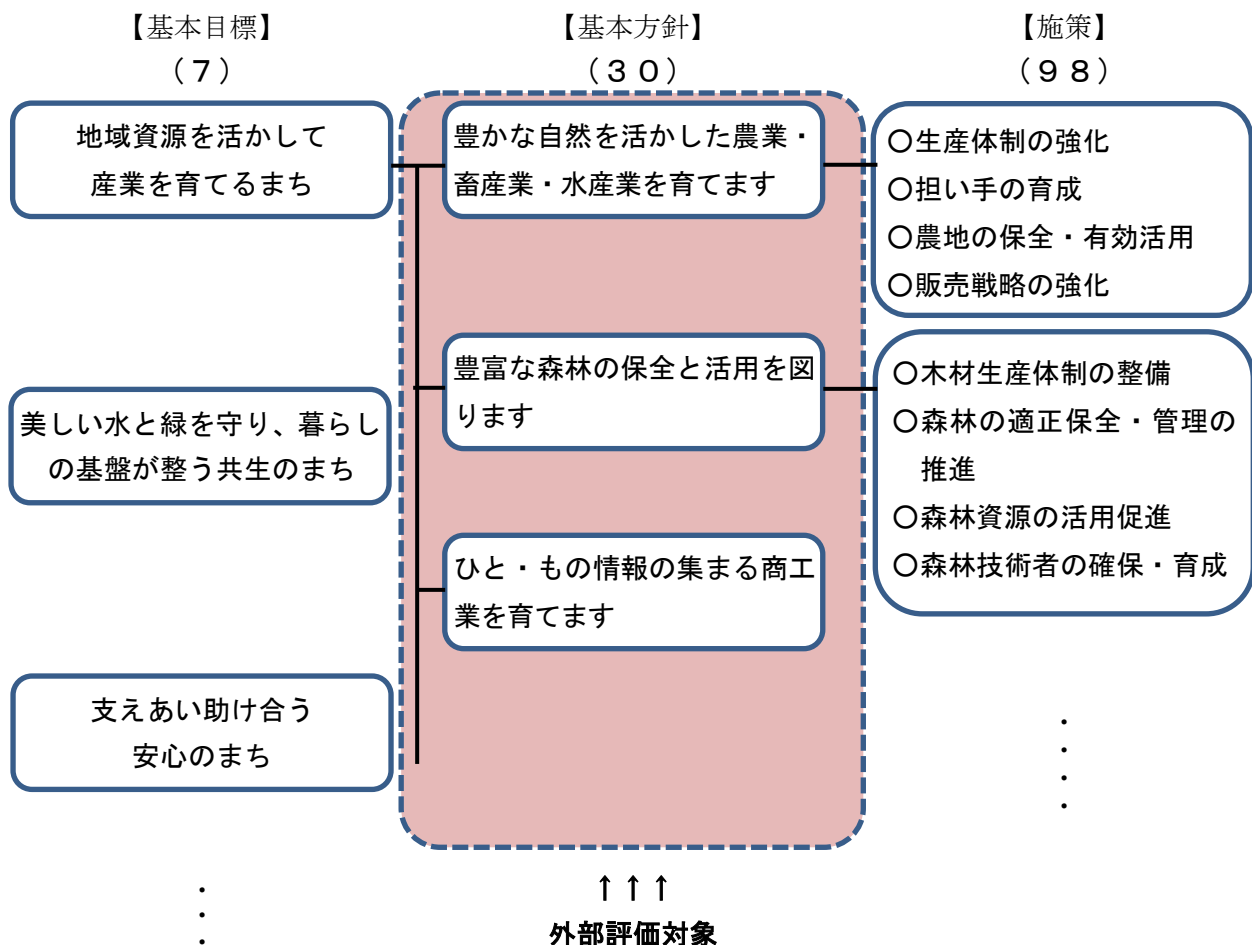 【基本目標】
(7)
地域資源を活かして
産業を育てるまち
美しい水と緑を守り、暮らし
の基盤が整う共生のまち
支えあい助け合う
安心のまち
・
・
・
【基本方針】
(30)
豊かな自然を活かした農業・
畜産業・水産業を育てます
豊富な森林の保全と活用を図
ります
ひと・もの情報の集まる商工
業を育てます
↑↑↑
外部評価対象
【施策】
(98)
〇生産体制の強化
〇担い手の育成
〇農地の保全・有効活用
〇販売戦略の強化
〇木材生産体制の整備
〇森林の適正保全・管理の
推進
〇森林資源の活用促進
〇森林技術者の確保・育成
・
・
・
・